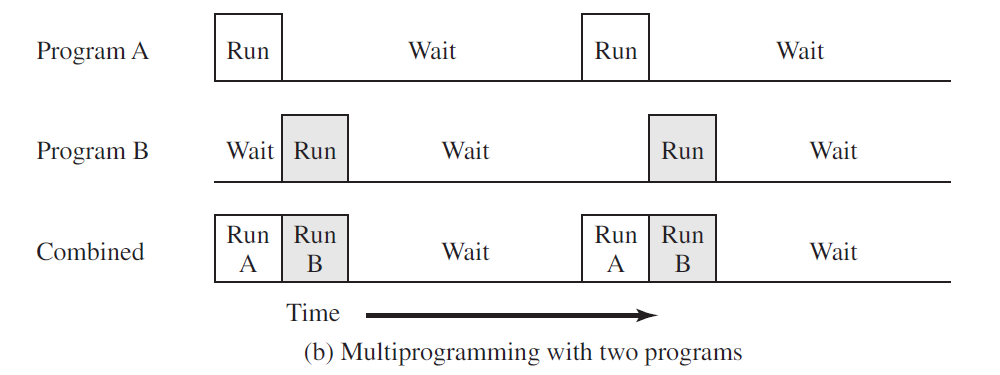 Program A Run Wait Run Wait
Program B Wait Run Wait Run Wait
Combined Run A Run B Wait Run A Run B Wait
Time
(b) Multiprogramming with two programs